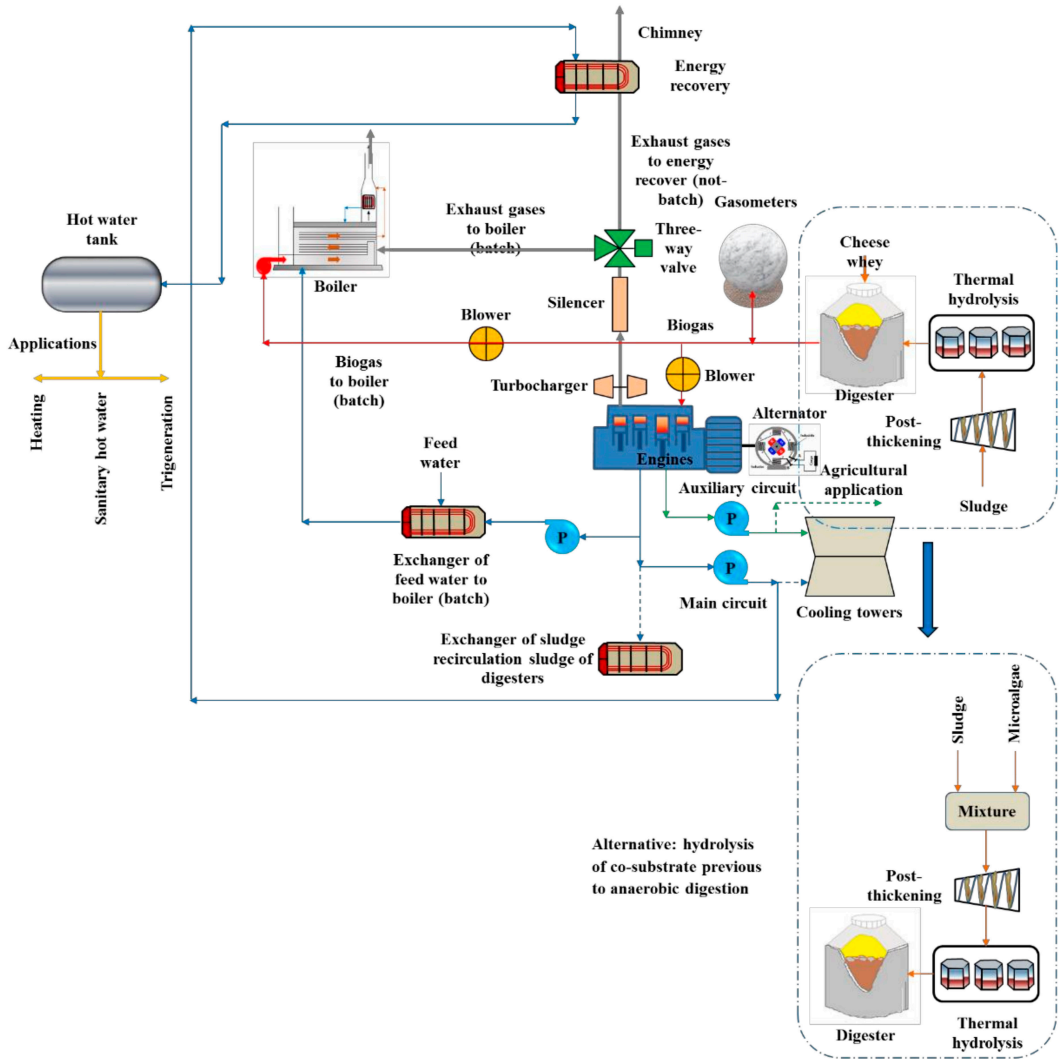 Chimney
Energy
recovery
Exhaust gases
to energy
recover (not-
batch)
Gasometers
Hot water
tank
Exhaust gases
to boiler
(batch)
Three-
way
valve
Cheese
whey
Thermal
hydrolysis
Boiler
Silencer
Applications
Blower
Biogas
Biogas
to boiler
(batch)
Turbocharger
Blower
Digester
Post-
thickening
Heating
Sanitary hot water
Trigeneration
Feed
water
Engines
Alternator
Agricultural
application
Auxiliary circuit
Sludge
P
P
P
Exchanger of
feed water to
boiler (batch)
Main circuit
Cooling towers
Exchanger of sludge
recirculation sludge of
digesters
Sludge
Microalgae
Mixture
Alternative: hydrolysis
of co-substrate previous
to anaerobic digestion
Post-
thickening
Digester
Thermal
hydrolysis